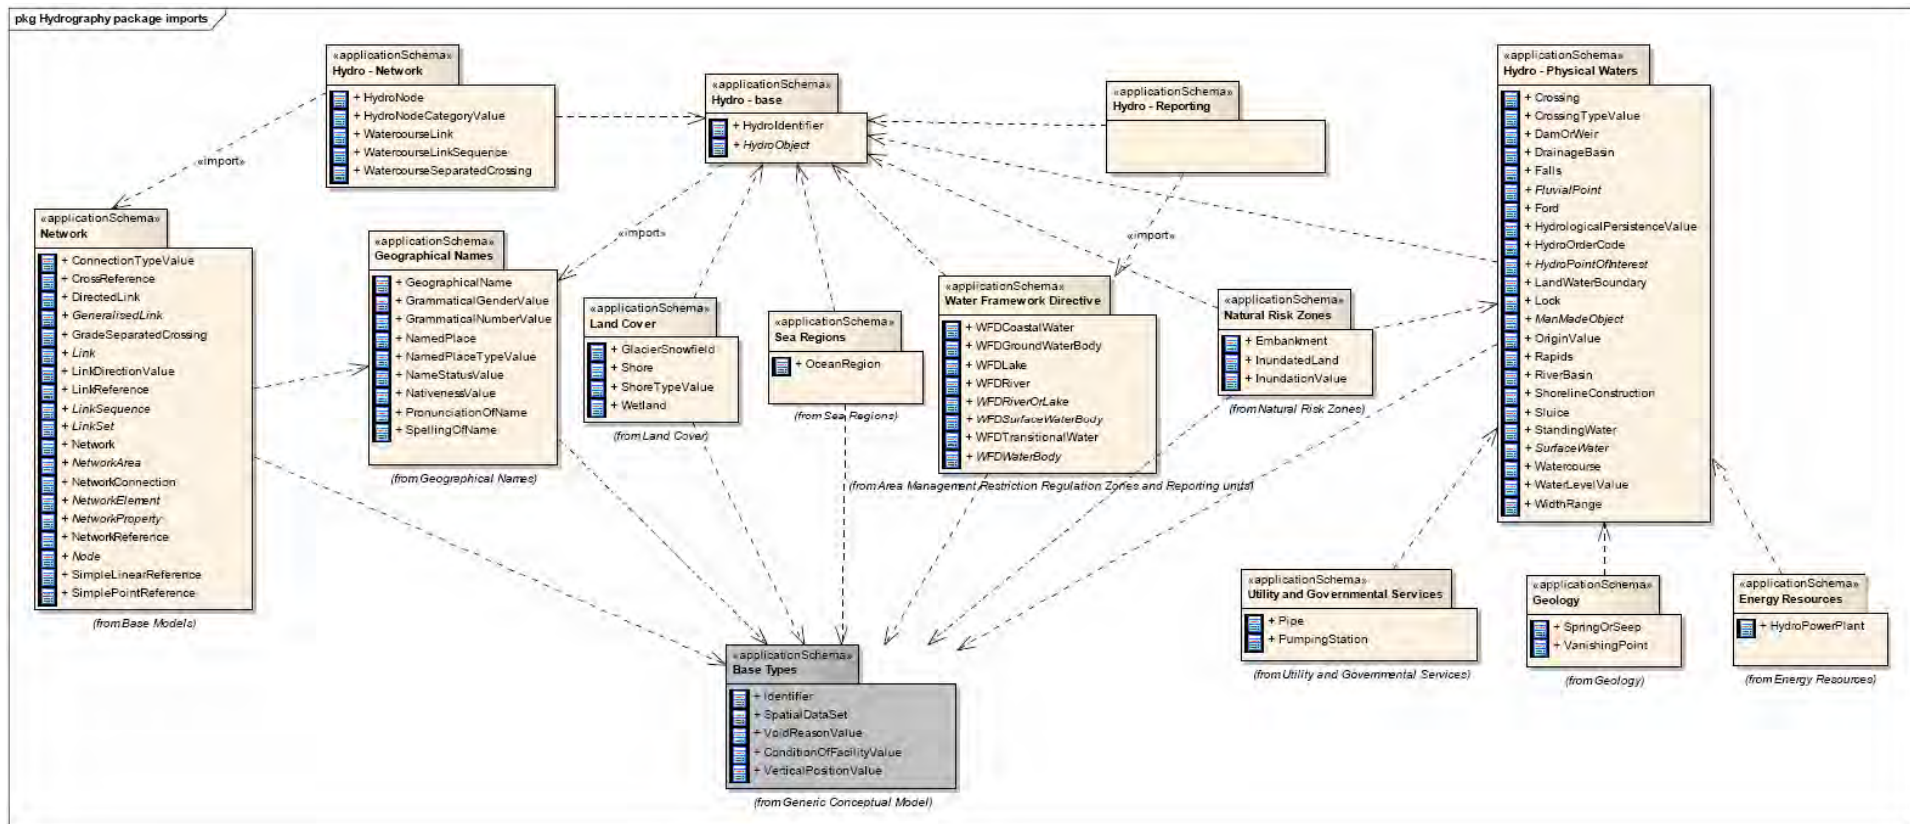 pkg Hydrography package imports
«applicationSchema»
Hydro - Network
+ HydroNode
+ HydroNodeCategoryValue
+ WatercourseLink
+ WatercourseLinkSequence
+ WatercourseSeparatedCrossing
«applicationSchema»
Hydro - base
+ HydroIdentifier
+ HydroObject
«applicationSchema»
Hydro - Reporting
«applicationSchema»
Hydro - Physical Waters
+ Crossing
+ CrossingTypeValue
+ DamOrWeir
+ DrainageBasin
+ Falls
+ FluvialPoint
+ Ford
+ HydrologicalPersistenceValue
+ HydroOrderCode
+ HydroPointOfInterest
+ LandWaterBoundary
+ Lock
+ ManMadeObject
+ OriginValue
+ Rapids
+ RiverBasin
+ ShorelineConstruction
+ Sluice
+ StandingWater
+ SurfaceWater
+ Watercourse
+ WaterLevelValue
+ WidthRange
«import»
«import»
«import»
«applicationSchema»
Network
+ ConnectionTypeValue
+ CrossReference
+ DirectedLink
+ GeneralisedLink
+ GradeSeparatedCrossing
+ Link
+ LinkDirectionValue
+ LinkReference
+ LinkSequence
+ LinkSet
+ Network
+ NetworkArea
+ NetworkConnection
+ NetworkElement
+ NetworkProperty
+ NetworkReference
+ Node
+ SimpleLinearReference
+ SimplePointReference
(from Base Models)
«applicationSchema»
Geographical Names
+ GeographicalName
+ GrammaticalGenderValue
+ GrammaticalNumberValue
+ NamedPlace
+ NamedPlaceTypeValue
+ NameStatusValue
+ NativenessValue
+ PronunciationOfName
+ SpellingOfName
(from Geographical Names)
«applicationSchema»
Land Cover
+ GlacierSnowfield
+ Shore
+ ShoreTypeValue
+ Wetland
(from Land Cover)
«applicationSchema»
Sea Regions
+ OceanRegion
(from Sea Regions)
«applicationSchema»
Water Framework Directive
+ WFDCoastalWater
+ WFDGroundWaterBody
+ WFDLake
+ WFDRiver
+ WFDRiverOrLake
+ WFDSurfaceWaterBody
+ WFDTransitionalWater
+ WFDWaterBody
(from Area Management Restriction Regulation Zones and Reporting units)
«applicationSchema»
Natural Risk Zones
+ Embankment
+ InundatedLand
+ InundationValue
(from Natural Risk Zones)
«applicationSchema»
Utility and Governmental Services
+ Pipe
+ PumpingStation
(from Utility and Governmental Services)
«applicationSchema»
Geology
+ SpringOrSeep
+ VanishingPoint
(from Geology)
«applicationSchema»
Energy Resources
+ HydroPowerPlant
(from Energy Resources)
«applicationSchema»
Base Types
+ Identifier
+ SpatialDataSet
+ VoidReasonValue
+ ConditionOfFacilityValue
+ VerticalPositionValue
(from Generic Conceptual Model)